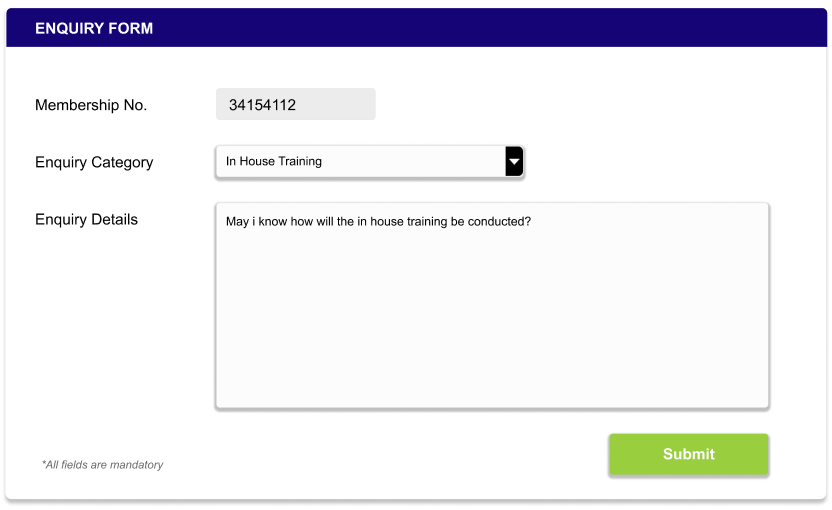 ENQUIRY FORM
Membership No.
34154112
Enquiry Category
In House Training
Enquiry Details
May i know how will the in house training be conducted?
*All fields are mandatory
Submit